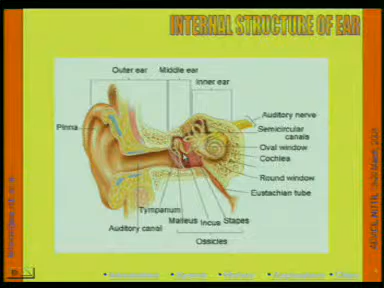 INTERNAL STRUCTURE OF EAR
Outer ear Middle ear
Inner ear
Auditory nerve
Pinna
Semicircular
canals
Oval window
Cochlea
Round window
Eustachian tube
Tympanum
Malleus Incus Stapes
Auditory canal
Ossicles